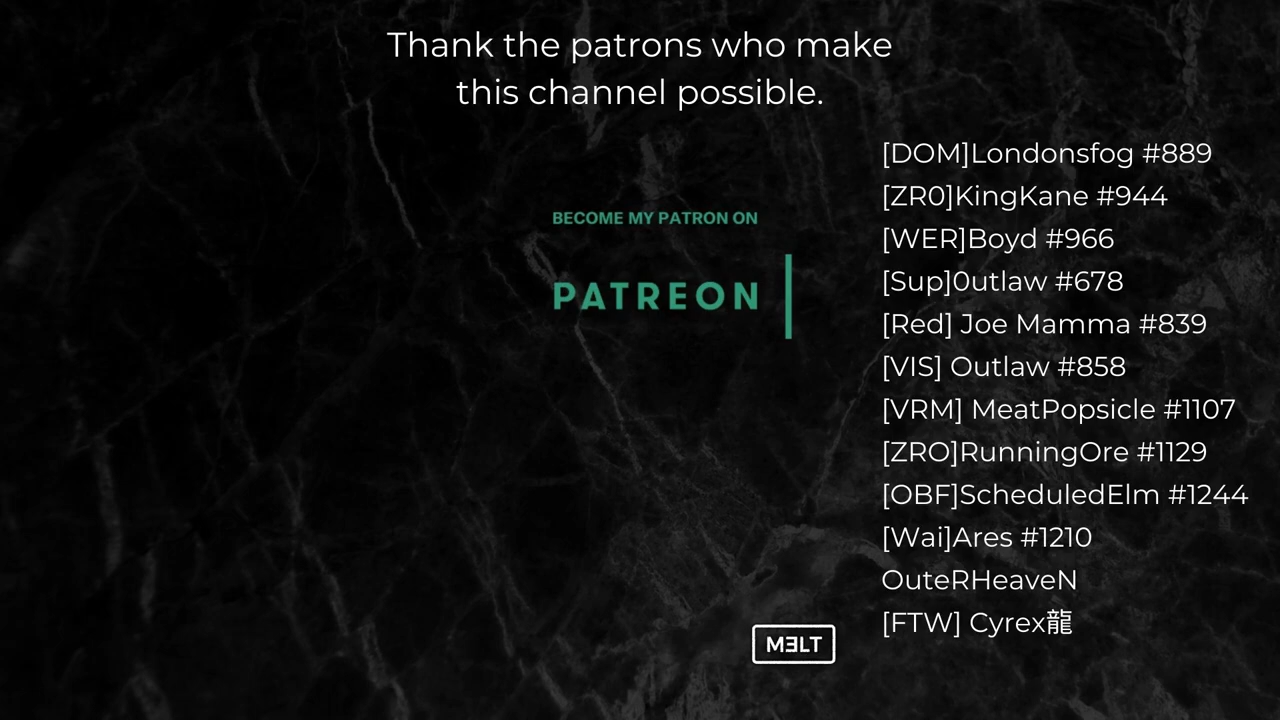 Thank the patrons who make
this channel possible.
BECOME MY PATRON ON
PATREON
[DOM]Londonsfog #889
[ZR0]KingKane #944
[WER]Boyd #966
[Sup]0utlaw #678
[Red] Joe Mamma #839
[VIS] Outlaw #858
[VRM] MeatPopsicle #1107
[ZRO]RunningOre #1129
[OBF]ScheduledElm #1244
[Wai]Ares #1210
OuteRHeaveN
[FTW] Cyrex龍
MƎLT